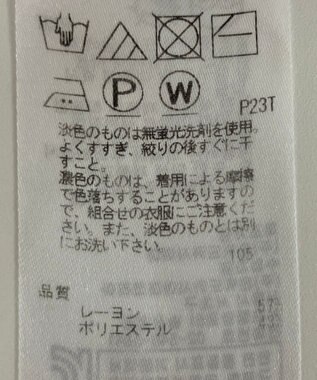 P
W
P23T
淡色のものは無蛍光洗剤を使用。
よくすすぎ、絞りの後すぐに干
すこと。
濃色のものは、着用による摩擦
で色落ちすることがありますの
で、組合せの衣服にご注意くだ
さい。また、淡色のものとは別
にお洗い下さい。
105
品質
レーヨン
ポリエステル